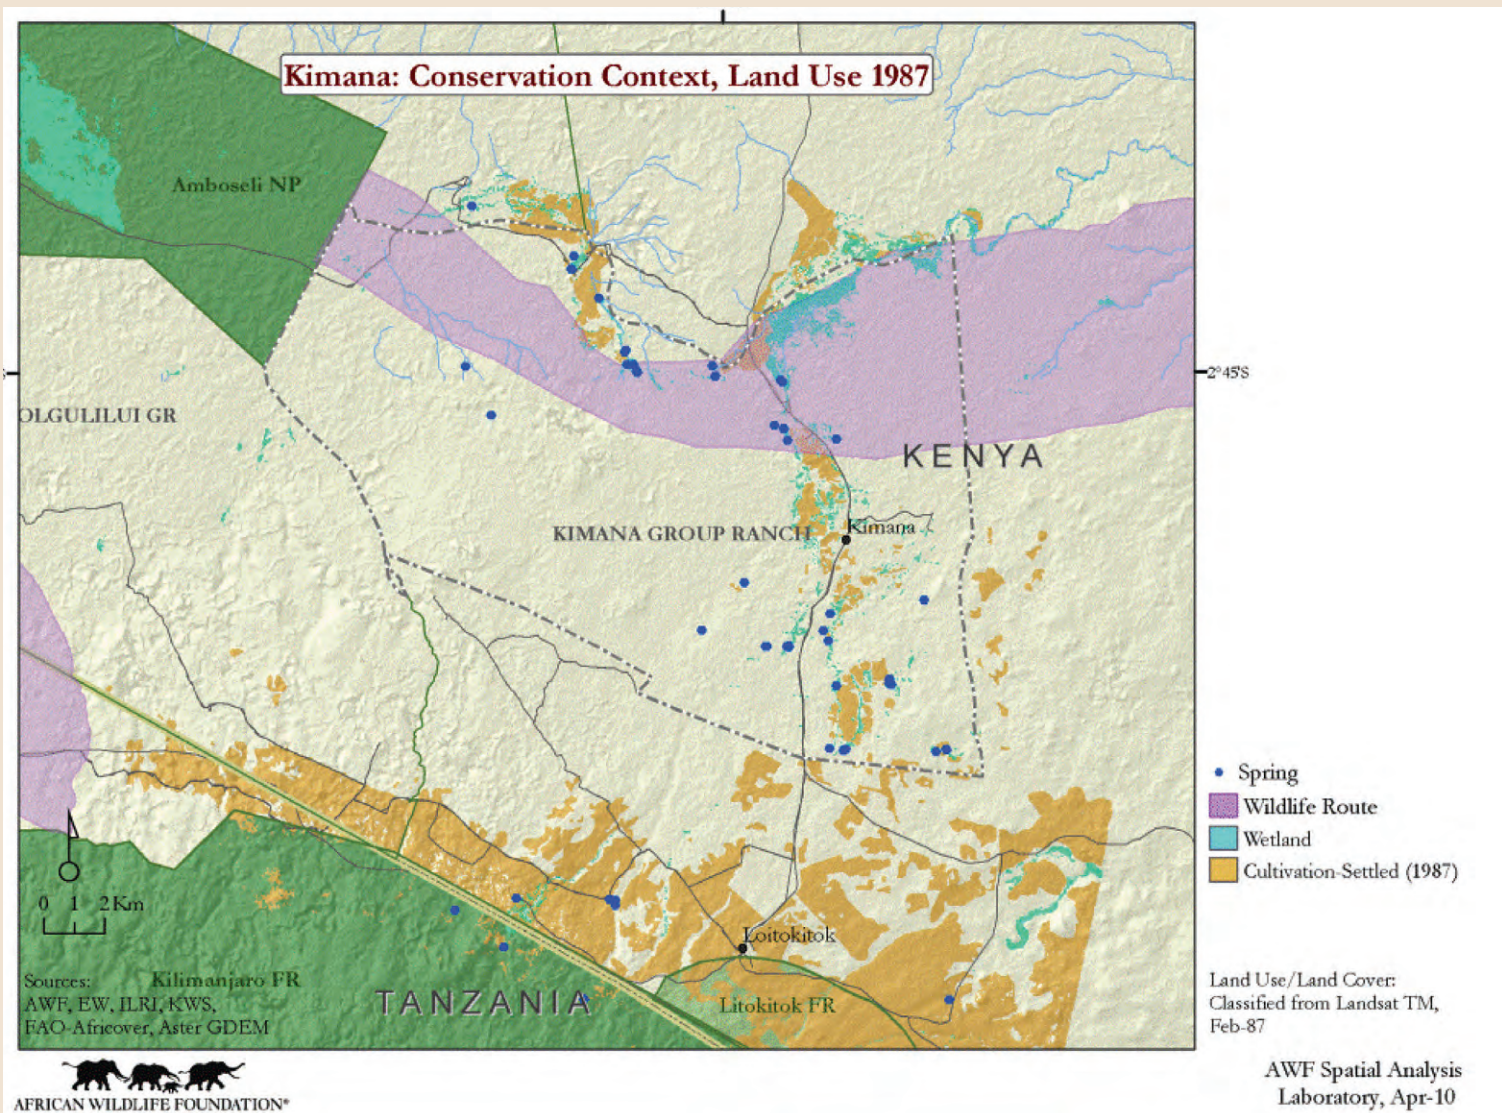 Kimana: Conservation Context, Land Use 1987
Amboseli NP
2°45'S
OLGULILUI GR
KENYA
KIMANA GROUP RANCH
Kimana
Spring
Wildlife Route
Wetland
Cultivation-Settled (1987)
0 1 2 Km
Loitokitok
Sources:
AWF, EW, ILRI, KWS,
FAO-Africover, Aster GDEM
Kilimanjaro FR
TANZANIA
Litokitok FR
Land Use/Land Cover:
Classified from Landsat TM,
Feb-87
AWF Spatial Analysis
Laboratory, Apr-10
AFRICAN WILDLIFE FOUNDATION®